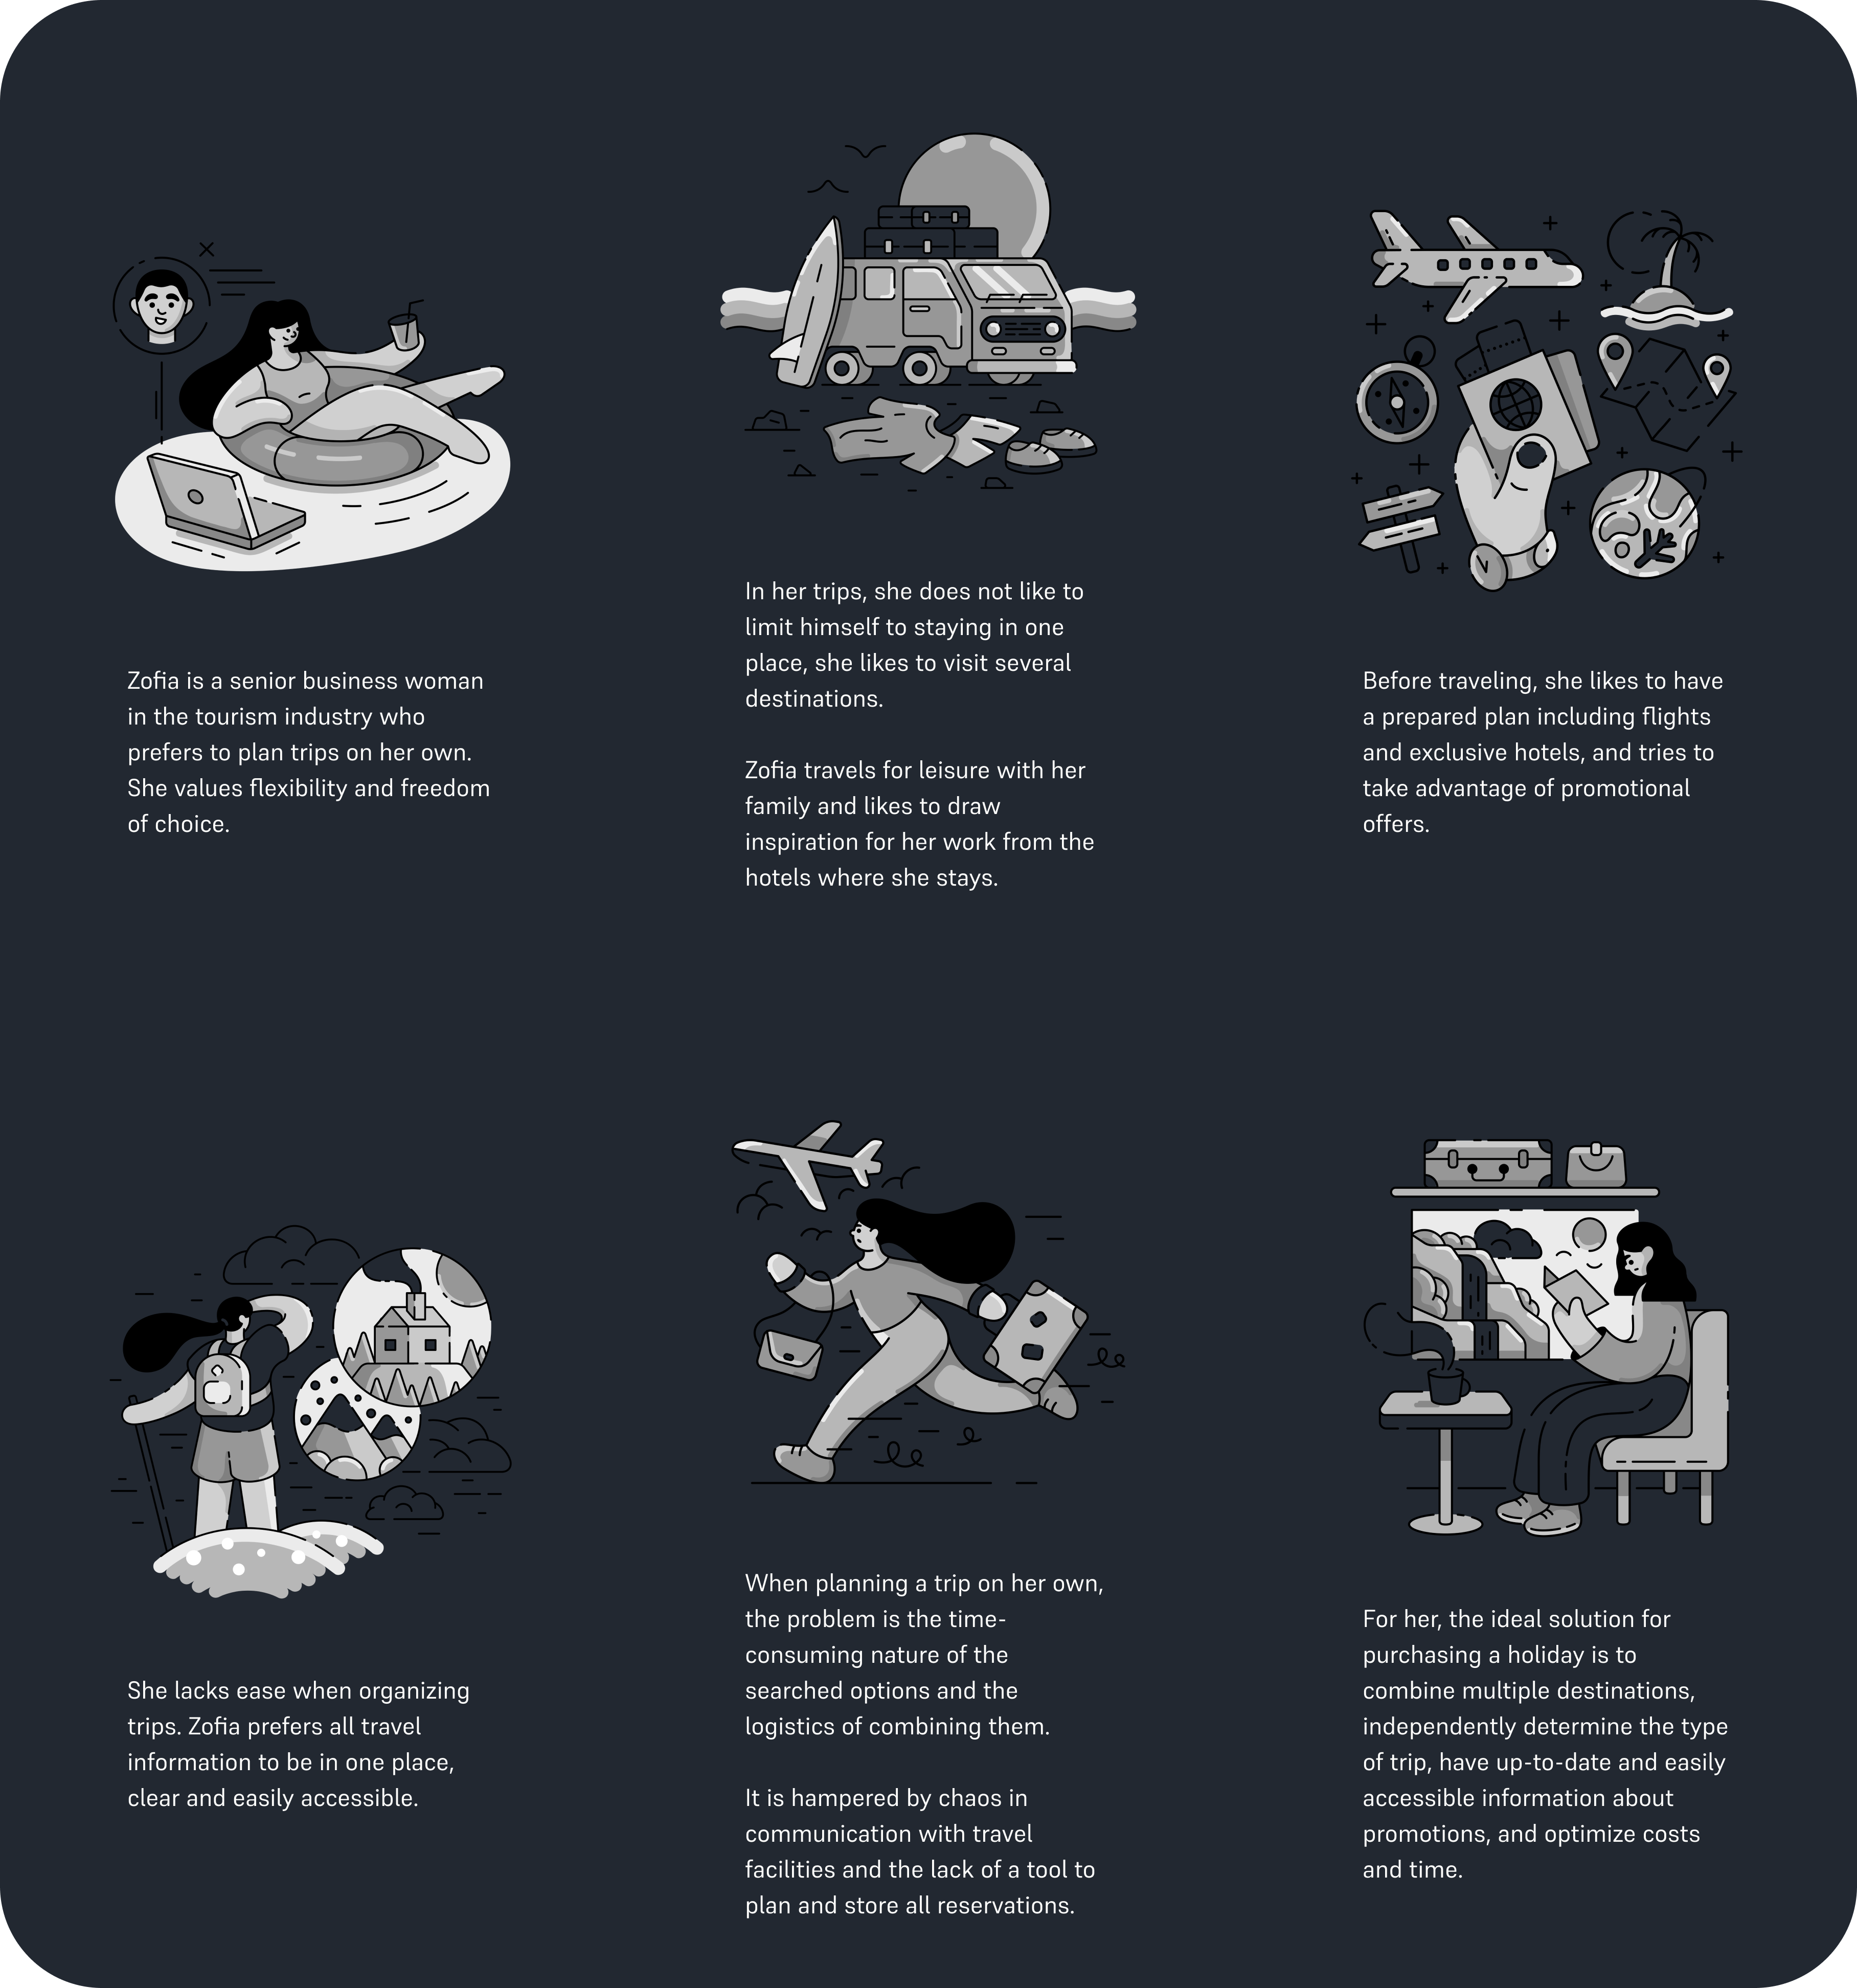 Zofia is a senior business woman
in the tourism industry who
prefers to plan trips on her own.
She values flexibility and freedom
of choice.
In her trips, she does not like to
limit himself to staying in one
place, she likes to visit several
destinations.
Zofia travels for leisure with her
family and likes to draw
inspiration for her work from the
hotels where she stays.
Before traveling, she likes to have
a prepared plan including flights
and exclusive hotels, and tries to
take advantage of promotional
offers.
She lacks ease when organizing
trips. Zofia prefers all travel
information to be in one place,
clear and easily accessible.
When planning a trip on her own,
the problem is the time-
consuming nature of the
searched options and the
logistics of combining them.
It is hampered by chaos in
communication with travel
facilities and the lack of a tool to
plan and store all reservations.
For her, the ideal solution for
purchasing a holiday is to
combine multiple destinations,
independently determine the type
of trip, have up-to-date and easily
accessible information about
promotions, and optimize costs
and time.